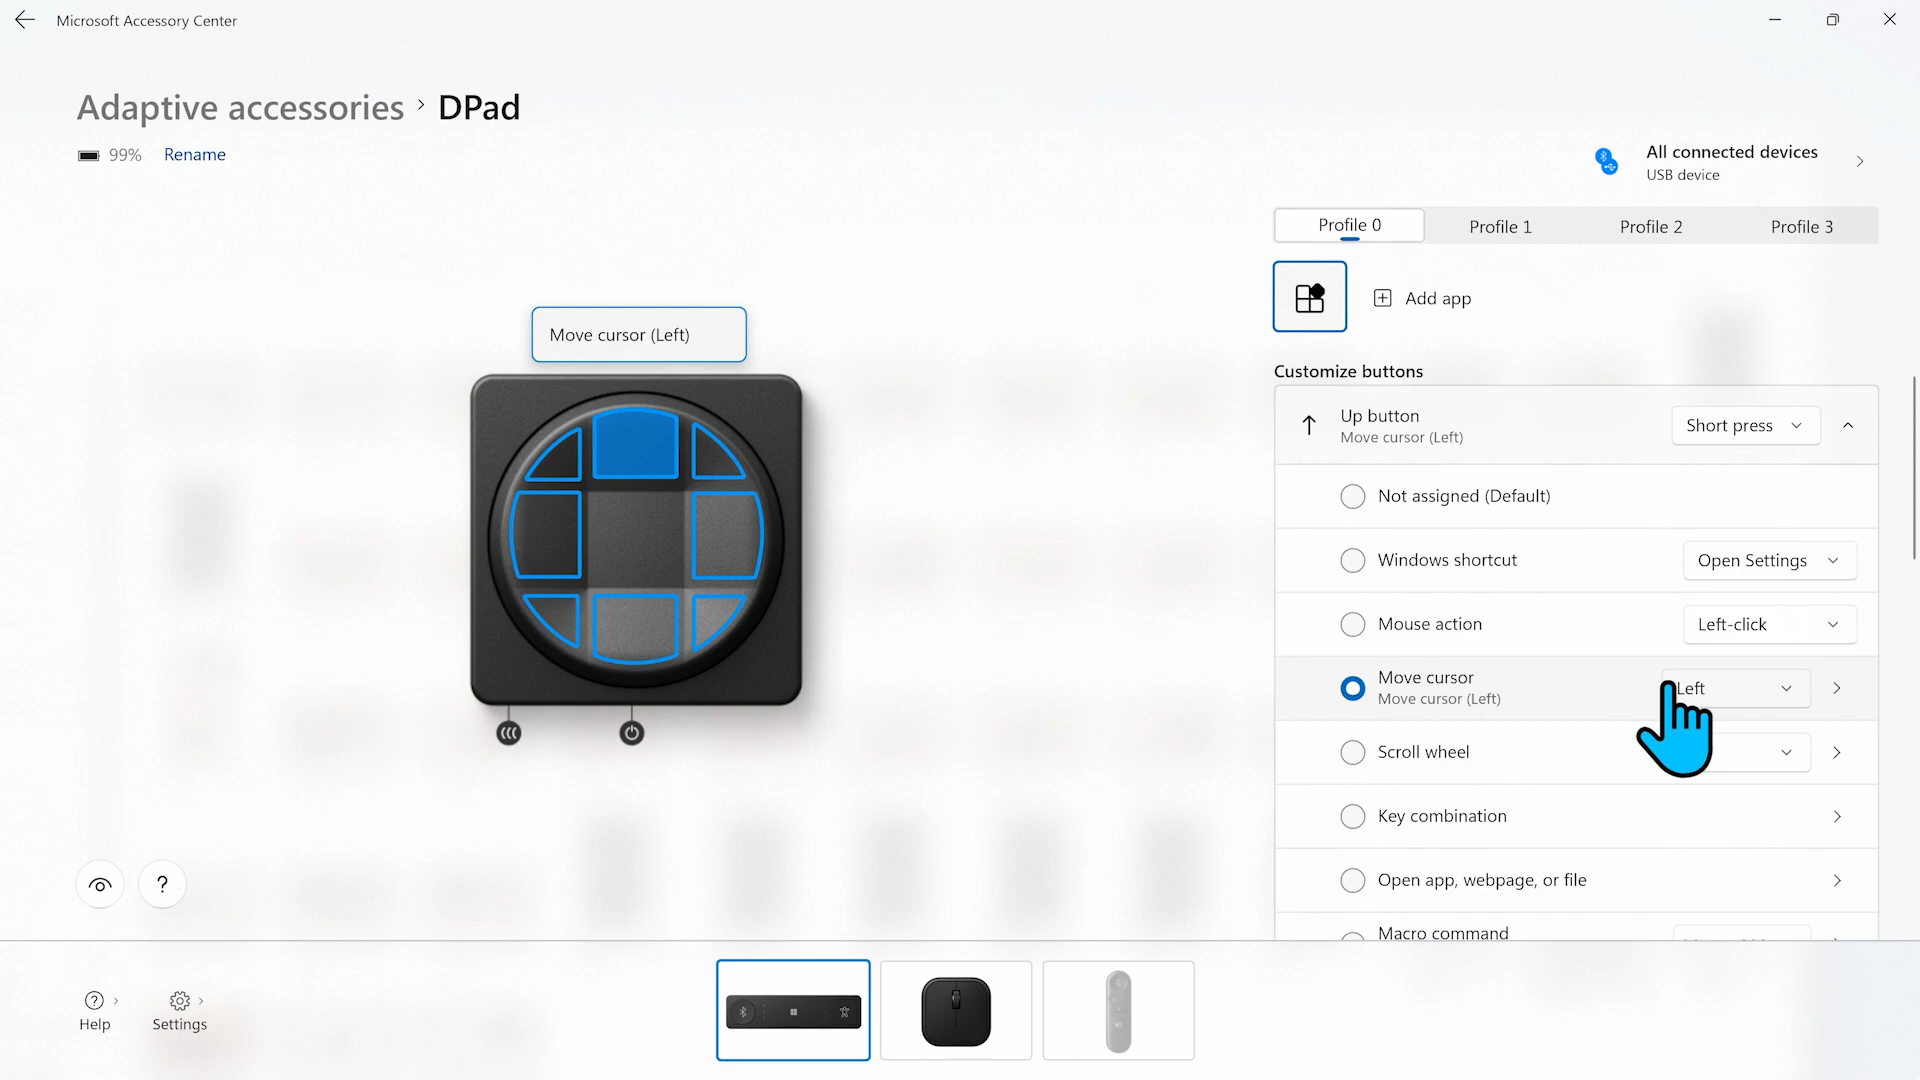 Microsoft Accessory Center
Adaptive accessories › DPad
99% Rename
All connected devices
USB device
Profile 0 Profile 1 Profile 2 Profile 3
Add app
Move cursor (Left)
Customize buttons
Up button
Move cursor (Left)
Short press
Not assigned (Default)
Windows shortcut Open Settings
Mouse action Left-click
Move cursor
Move cursor (Left)
Left
Scroll wheel
Key combination
Open app, webpage, or file
Macro command
?
Help
Settings